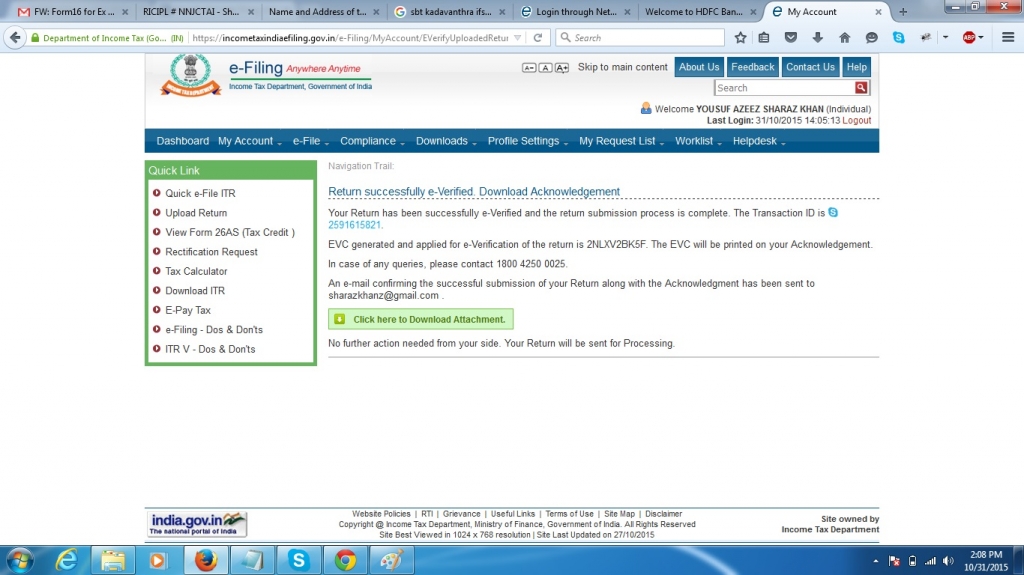 FW: Form16 for Ex ...
RICIPL # NNJCTAI - Sh...
Name and Address of t...
sbt kadavanthra ifs...
Login through Net...
Welcome to HDFC Ban...
My Account
Department of Income Tax (Go... (IN)
https://incometaxindiaefiling.gov.in/e-Filing/MyAccount/EVerifyUploadedRetu
Search
ABP
e-Filing Anywhere Anytime
Income Tax Department, Government of India
A- A A+ Skip to main content About Us Feedback Contact Us Help
Search
Welcome YOUSUF AZEEZ SHARAZ KHAN (Individual)
Last Login: 31/10/2015 14:05:13 Logout
Dashboard My Account e-File Compliance Downloads Profile Settings My Request List Worklist Helpdesk
Quick Link
Quick e-File ITR
Upload Return
View Form 26AS (Tax Credit )
Rectification Request
Tax Calculator
Download ITR
E-Pay Tax
e-Filing - Dos & Don'ts
ITR V - Dos & Don'ts
Navigation Trail:
Return successfully e-Verified. Download Acknowledgement
Your Return has been successfully e-Verified and the return submission process is complete. The Transaction ID is
2591615821.
EVC generated and applied for e-Verification of the return is 2NLXV2BK5F. The EVC will be printed on your Acknowledgement.
In case of any queries, please contact 1800 4250 0025.
An e-mail confirming the successful submission of your Return along with the Acknowledgment has been sent to
sharazkhanz@gmail.com .
Click here to Download Attachment.
No further action needed from your side. Your Return will be sent for Processing.
india.gov.in
The national portal of India
Website Policies | RTI | Grievance | Useful Links | Terms of Use | Site Map | Disclaimer
Copyright @ Income Tax Department, Ministry of Finance, Government of India. All Rights Reserved
Site Best Viewed in 1024 x 768 resolution | Site Last Updated on 27/10/2015
Site owned by
Income Tax Department
2:08 PM
10/31/2015